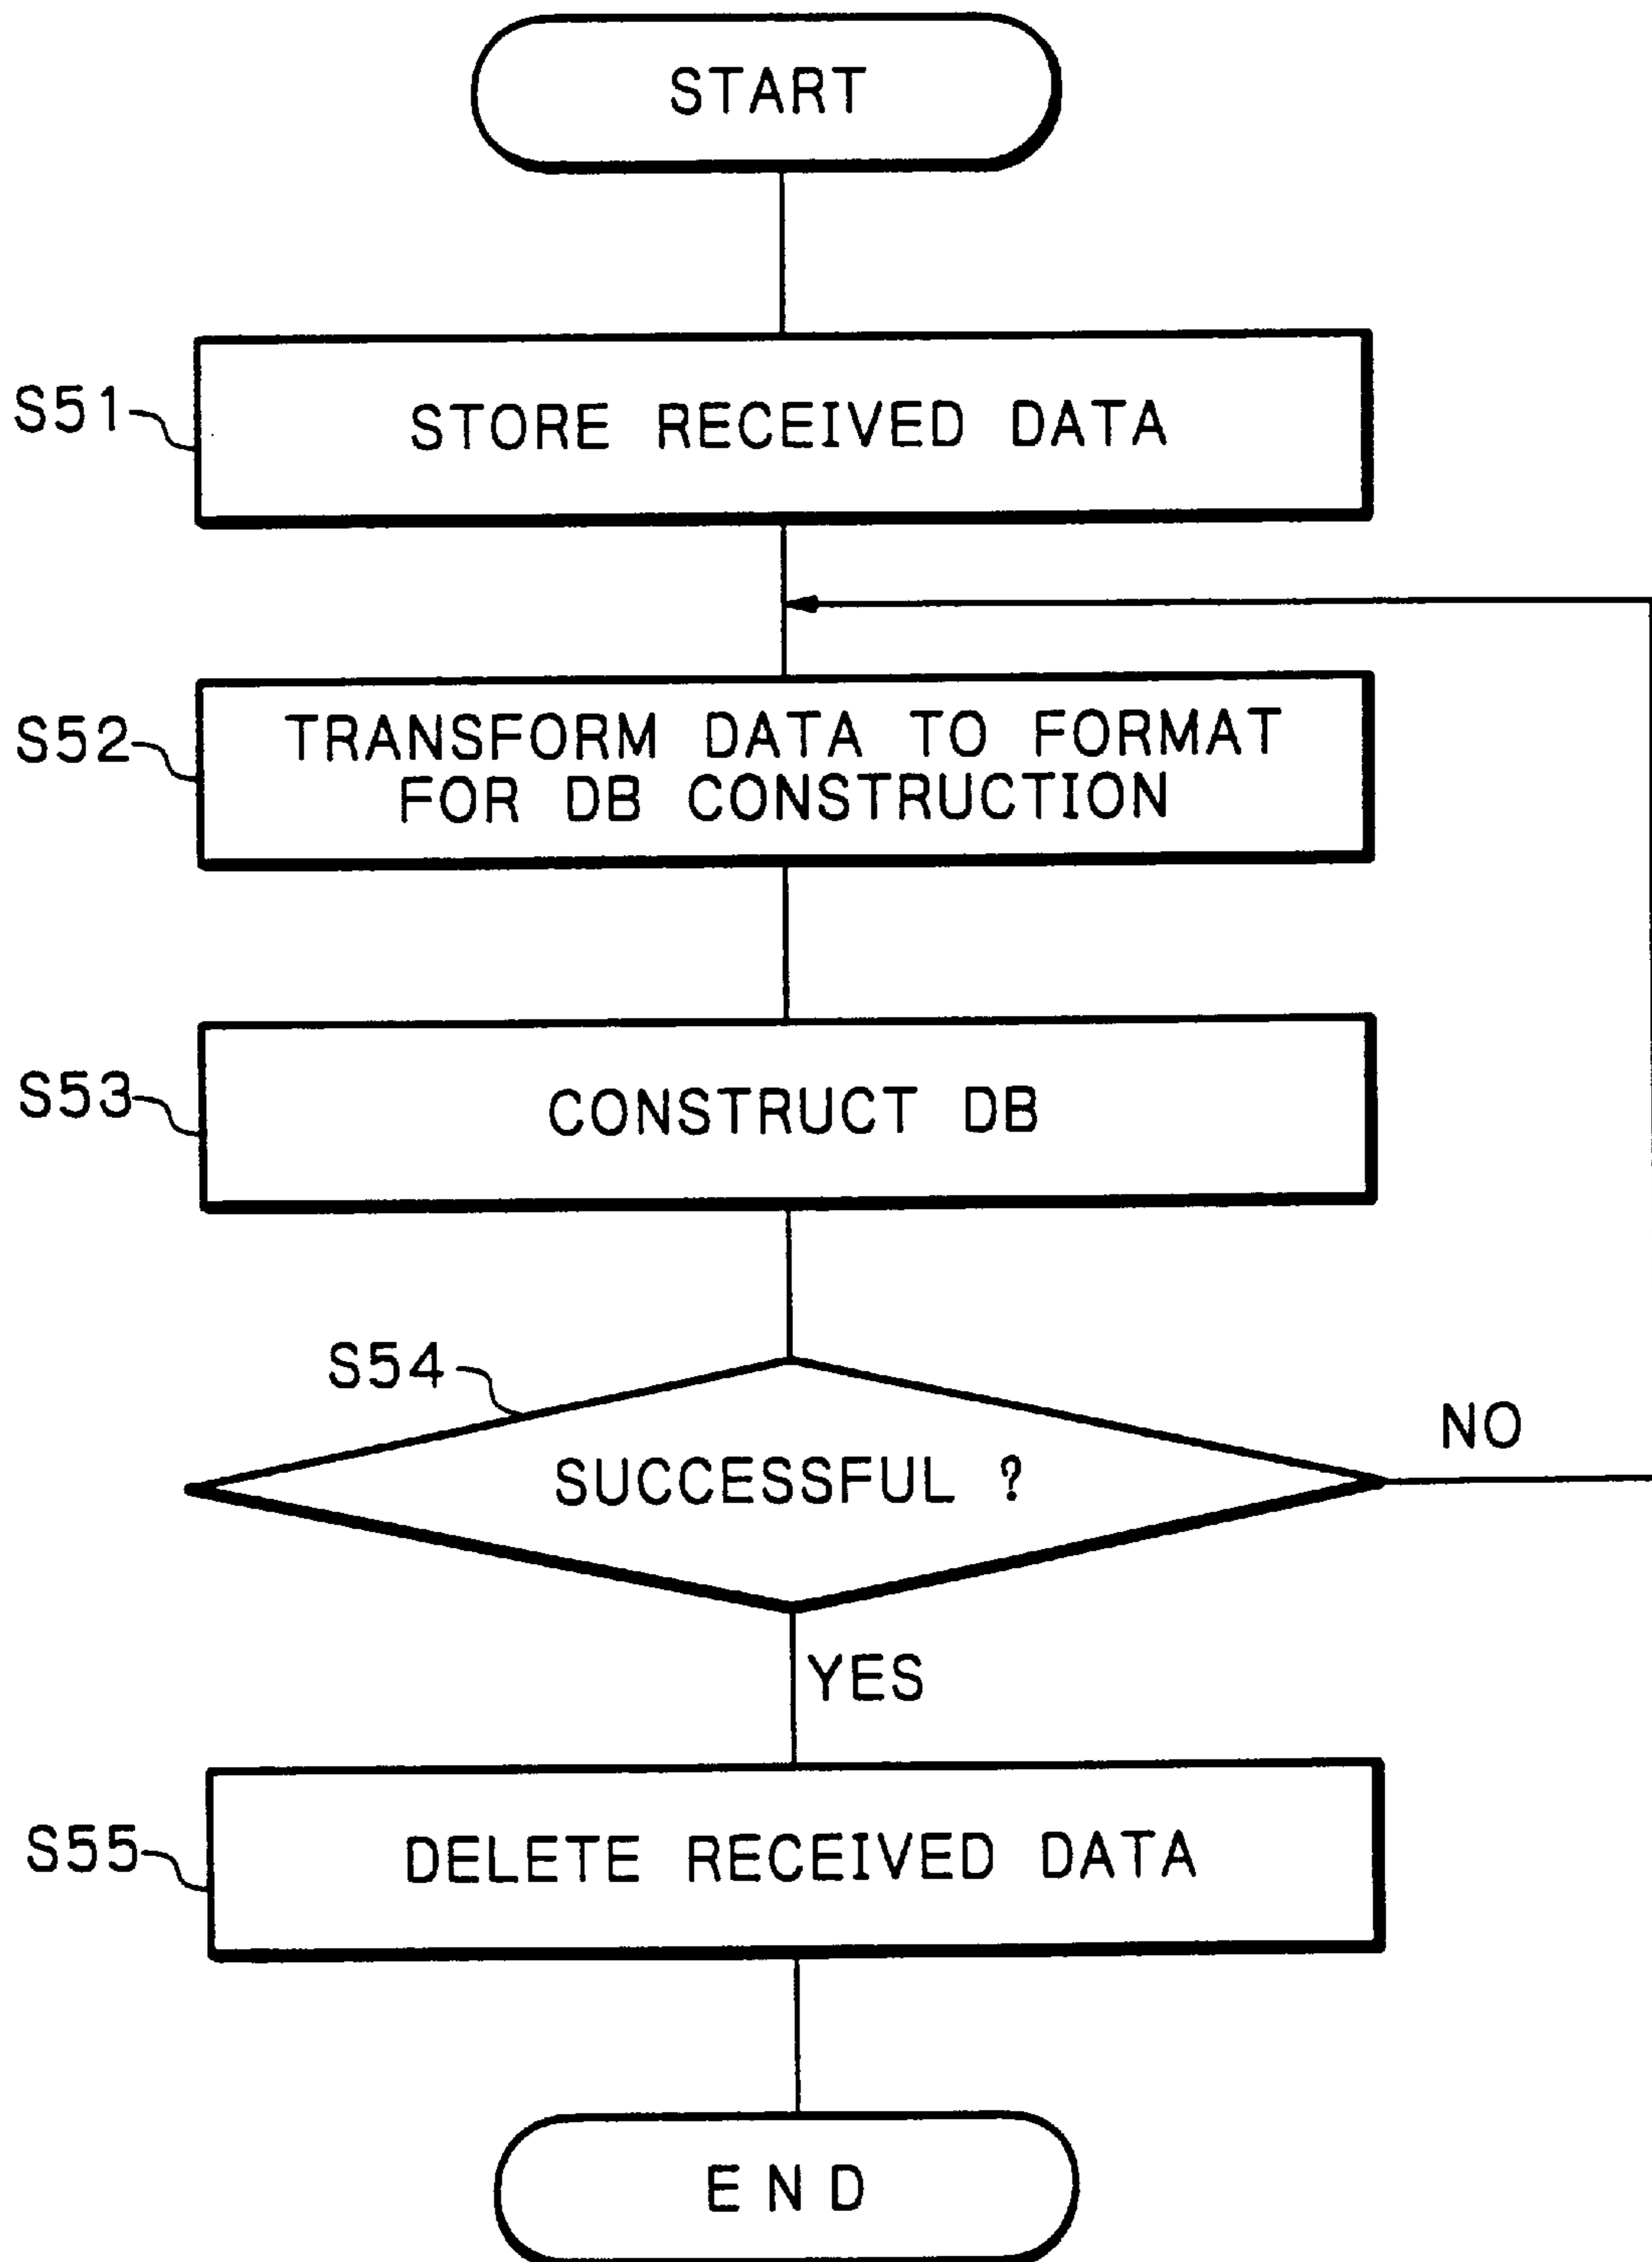 START
S51
STORE RECEIVED DATA
S52
TRANSFORM DATA TO FORMAT
FOR DB CONSTRUCTION
S53
CONSTRUCT DB
S54
SUCCESSFUL ?
NO
YES
S55
DELETE RECEIVED DATA
END